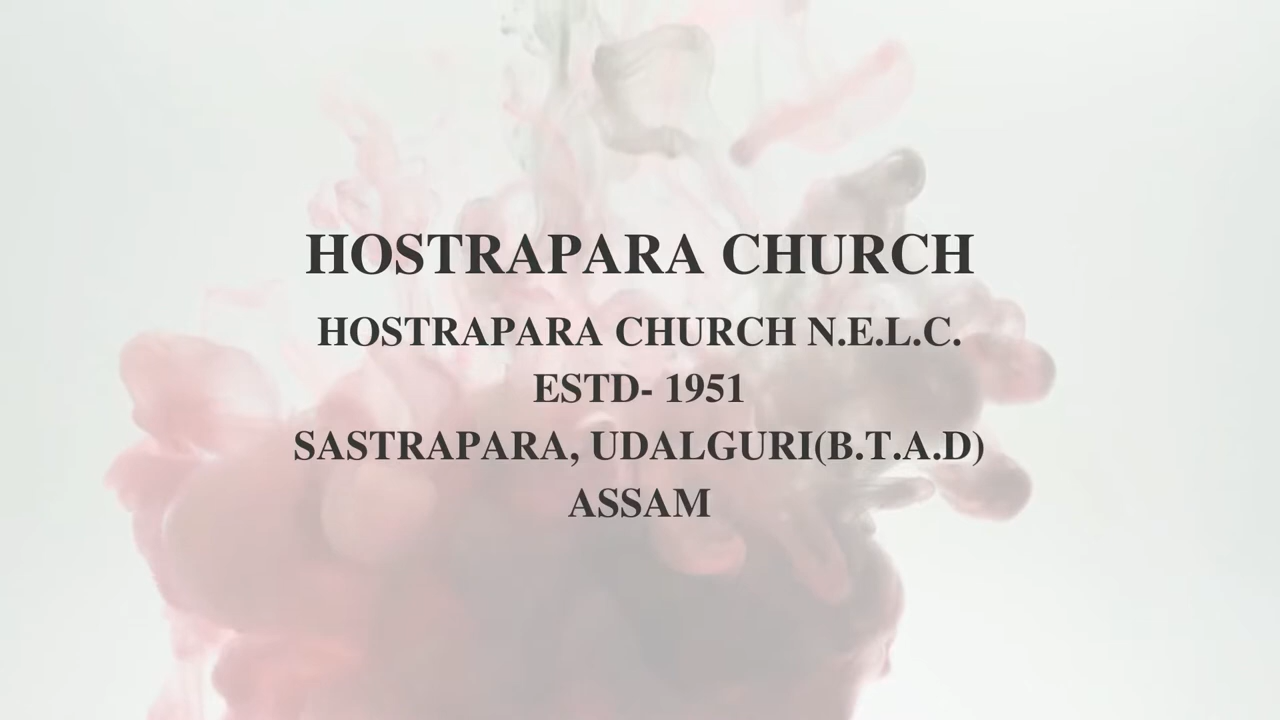 HOSTRAPARA CHURCH
HOSTRAPARA CHURCH N.E.L.C.
ESTD- 1951
SASTRAPARA, UDALGURI(B.T.A.D)
ASSAM